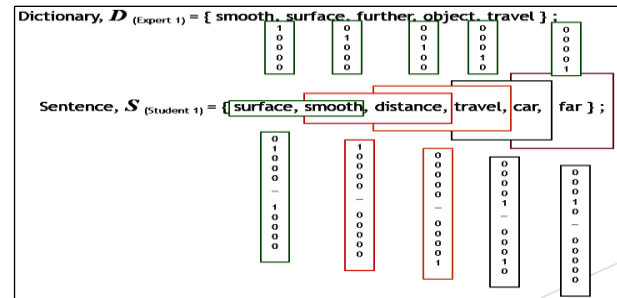 Dictionary, D (Expert 1) = { smooth, surface, further, object, travel } ;
1 0 0 0 0
0 1 0 0 0
0 0 1 0 0
0 0 0 1 0
0 0 0 0 1
Sentence, S (Student 1) = { surface, smooth, distance, travel, car, far } ;
0 1 0 0 0 – 1 0 0 0 0
1 0 0 0 0 – 0 0 0 0 0
0 0 0 0 0 – 0 0 0 0 1
0 0 0 0 1 – 0 0 0 1 0
0 0 0 1 0 – 0 0 0 0 0